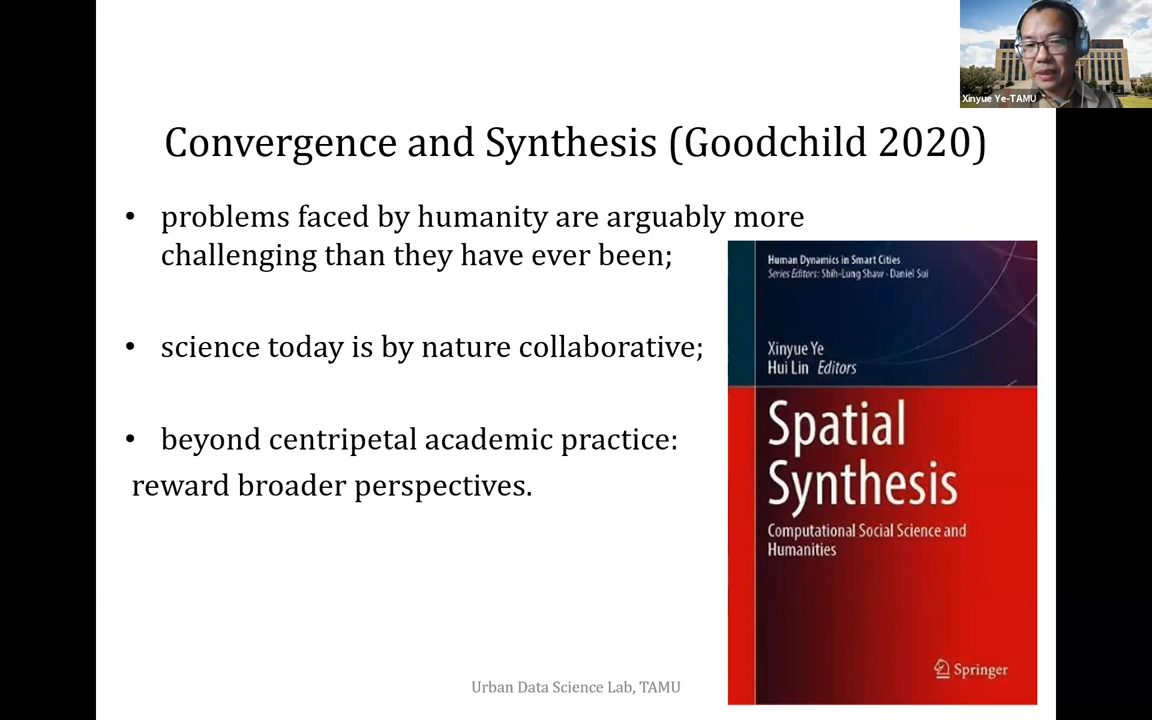 Xinyue Ye-TAMU
Convergence and Synthesis (Goodchild 2020)
• problems faced by humanity are arguably more
challenging than they have ever been;
• science today is by nature collaborative;
• beyond centripetal academic practice:
reward broader perspectives.
Human Dynamics in Smart Cities
Series Editors: Shih-Lung Shaw · Daniel Sui
Xinyue Ye
Hui Lin Editors
Spatial
Synthesis
Computational Social Science and
Humanities
Springer
Urban Data Science Lab, TAMU